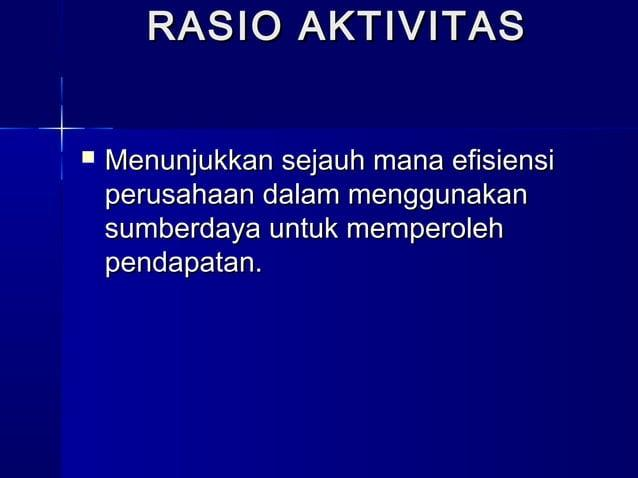 RASIO AKTIVITAS
Menunjukkan sejauh mana efisiensi
perusahaan dalam menggunakan
sumberdaya untuk memperoleh
pendapatan.